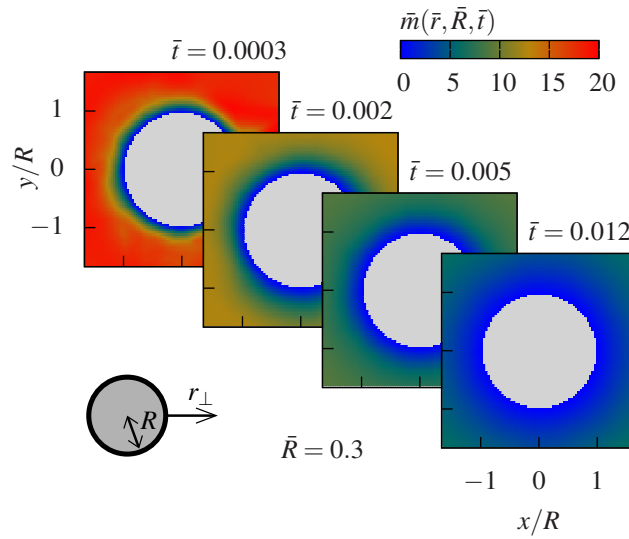 m̄(r̄, R̄, t̄)
0 5 10 15 20
t̄ = 0.0003
t̄ = 0.002
t̄ = 0.005
t̄ = 0.012
y/R
1
0
−1
r⊥
R
R̄ = 0.3
−1 0 1
x/R